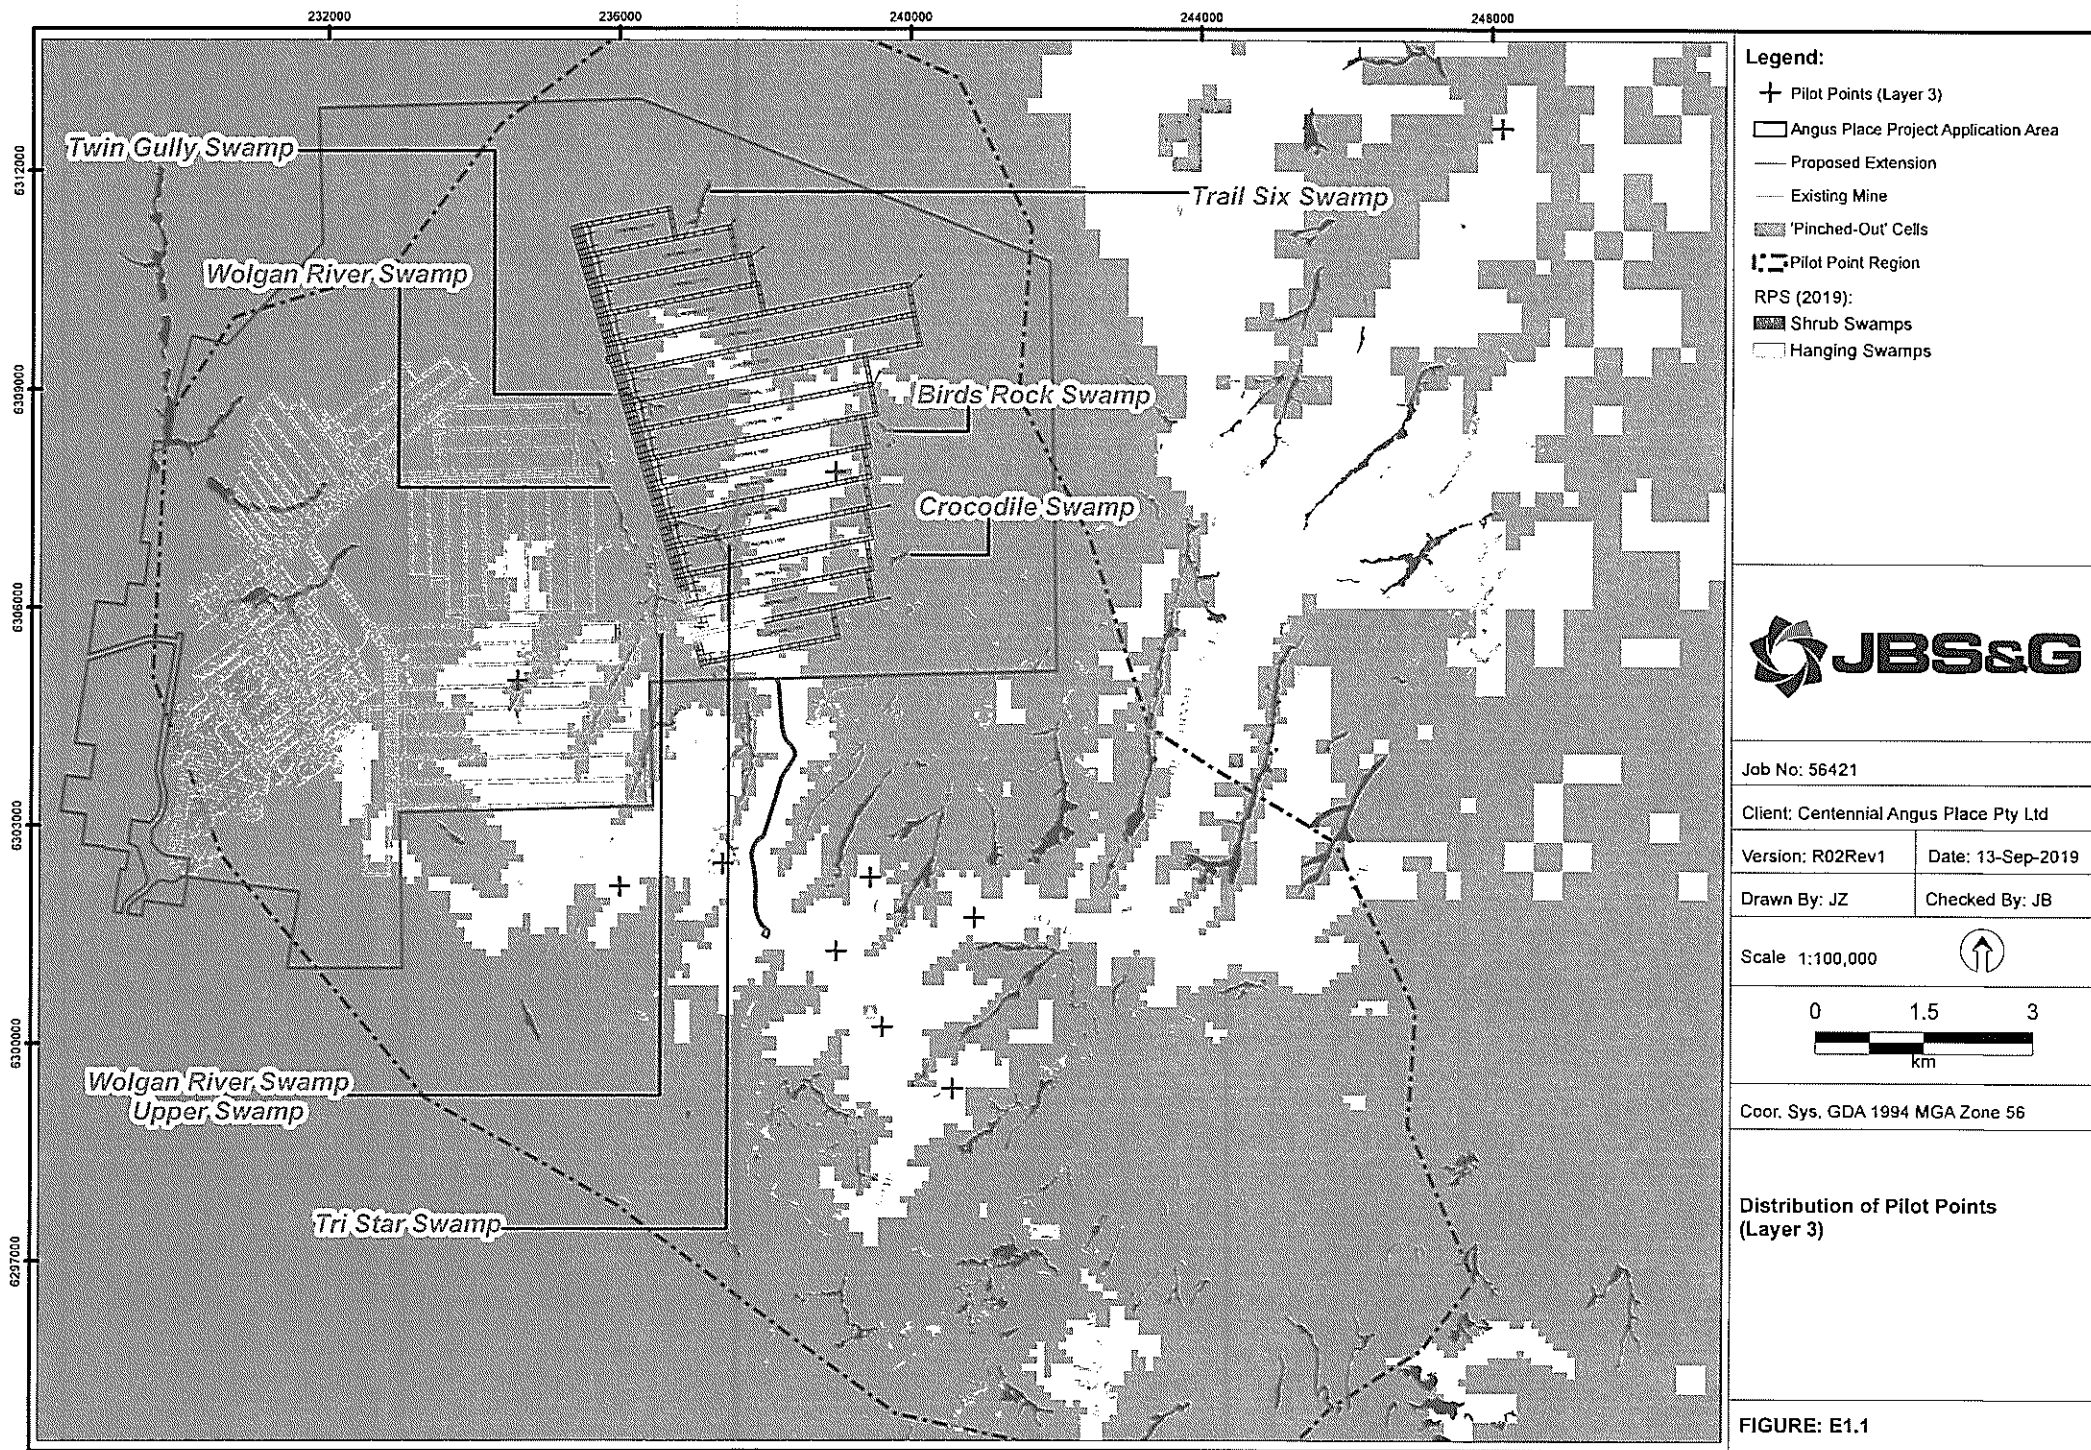 232000
236000
240000
244000
248000
6312000
6309000
6306000
6303000
6300000
6297000
Twin Gully Swamp
Trail Six Swamp
Wolgan River Swamp
Birds Rock Swamp
Crocodile Swamp
Wolgan River Swamp
Upper Swamp
Tri Star Swamp
Legend:
Pilot Points (Layer 3)
Angus Place Project Application Area
Proposed Extension
Existing Mine
'Pinched-Out' Cells
Pilot Point Region
RPS (2019):
Shrub Swamps
Hanging Swamps
JBS&G
Job No: 56421
Client: Centennial Angus Place Pty Ltd
Version: R02Rev1
Date: 13-Sep-2019
Drawn By: JZ
Checked By: JB
Scale 1:100,000
0 1.5 3
km
Coor. Sys. GDA 1994 MGA Zone 56
Distribution of Pilot Points
(Layer 3)
FIGURE: E1.1